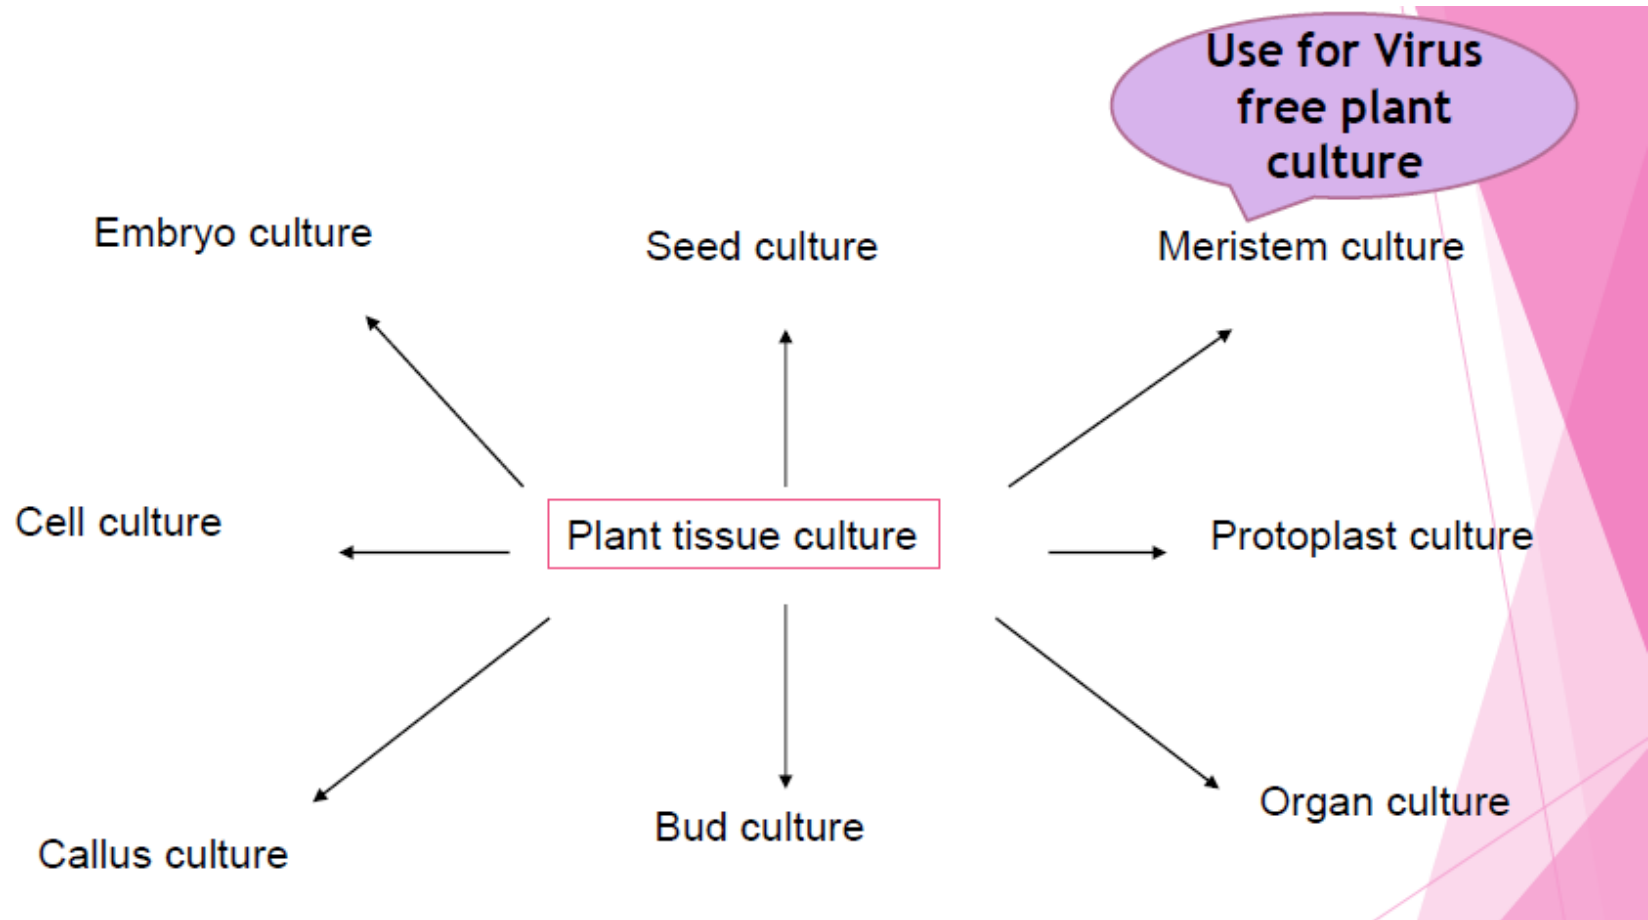 Use for Virus
free plant
culture
Embryo culture
Seed culture
Meristem culture
Cell culture
Plant tissue culture
Protoplast culture
Callus culture
Bud culture
Organ culture